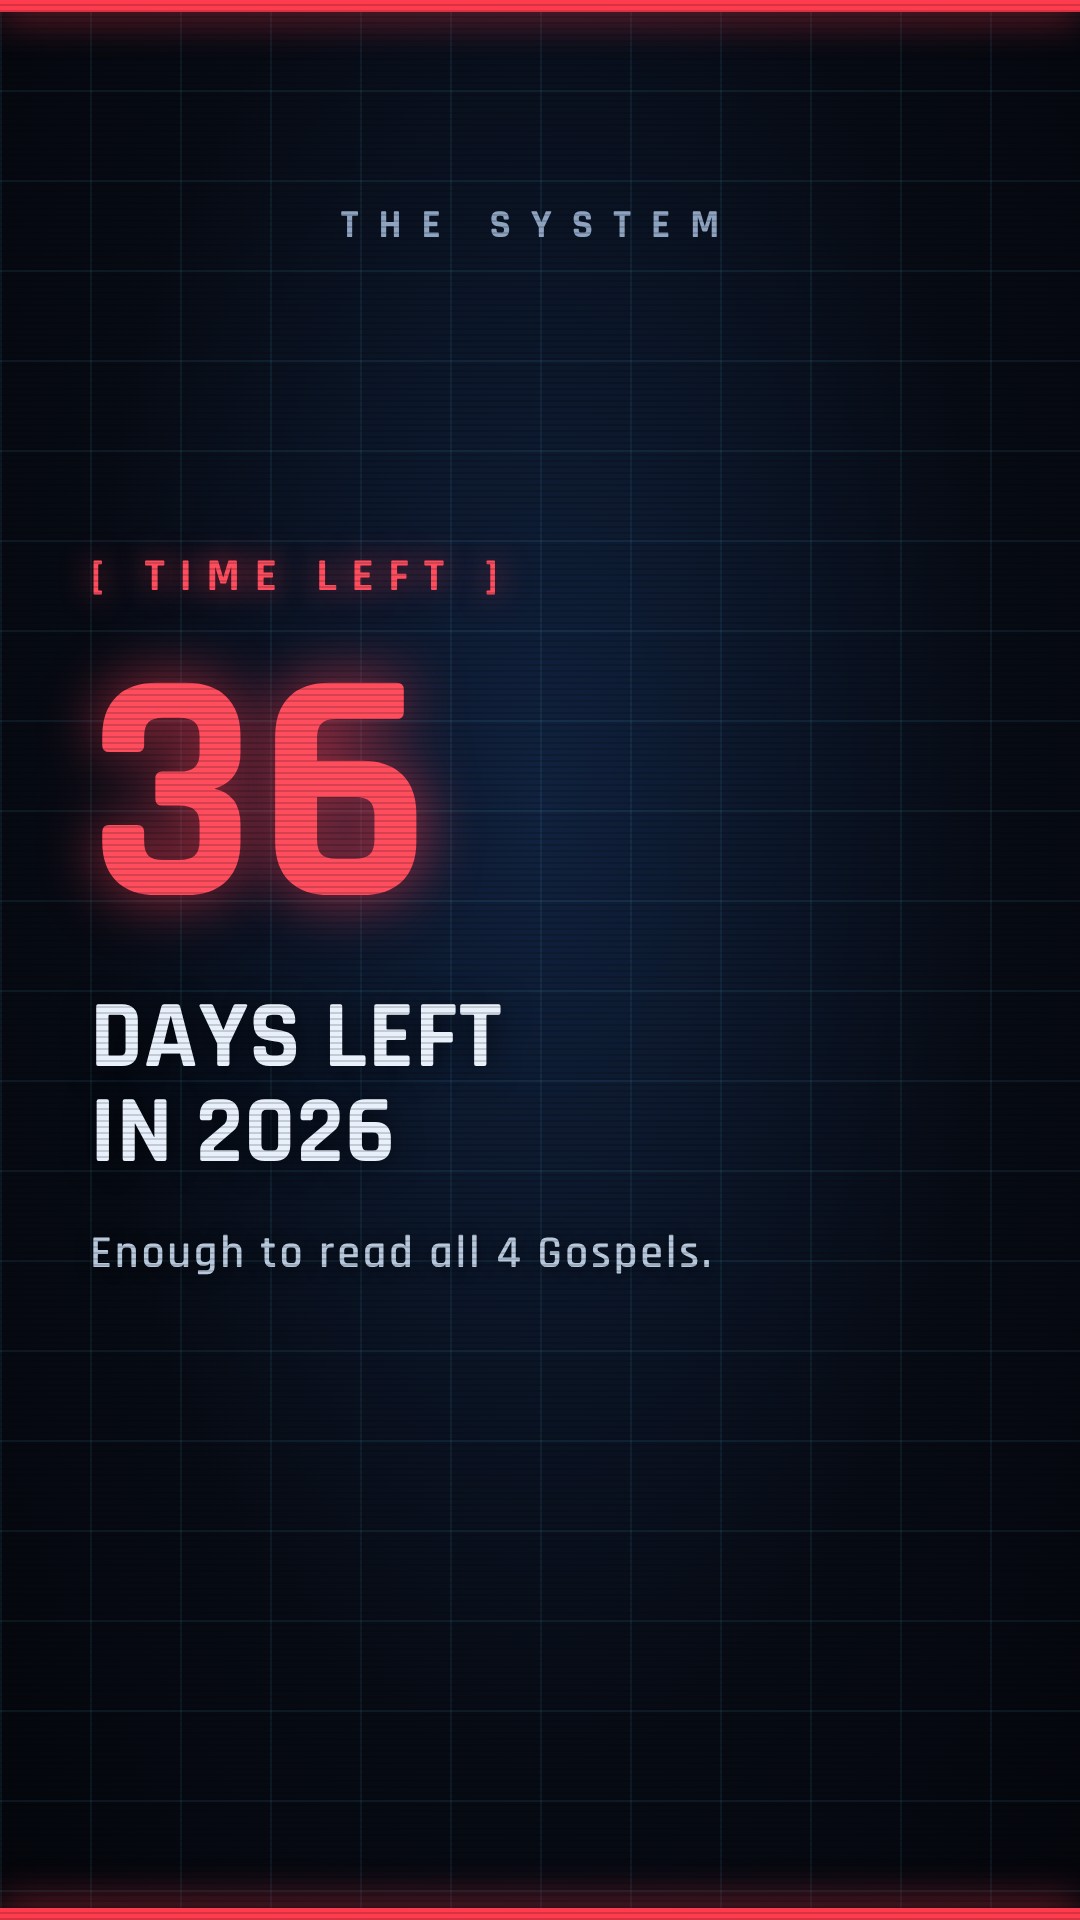 THE SYSTEM
[ TIME LEFT ]
36
DAYS LEFT
IN 2026
Enough to read all 4 Gospels.